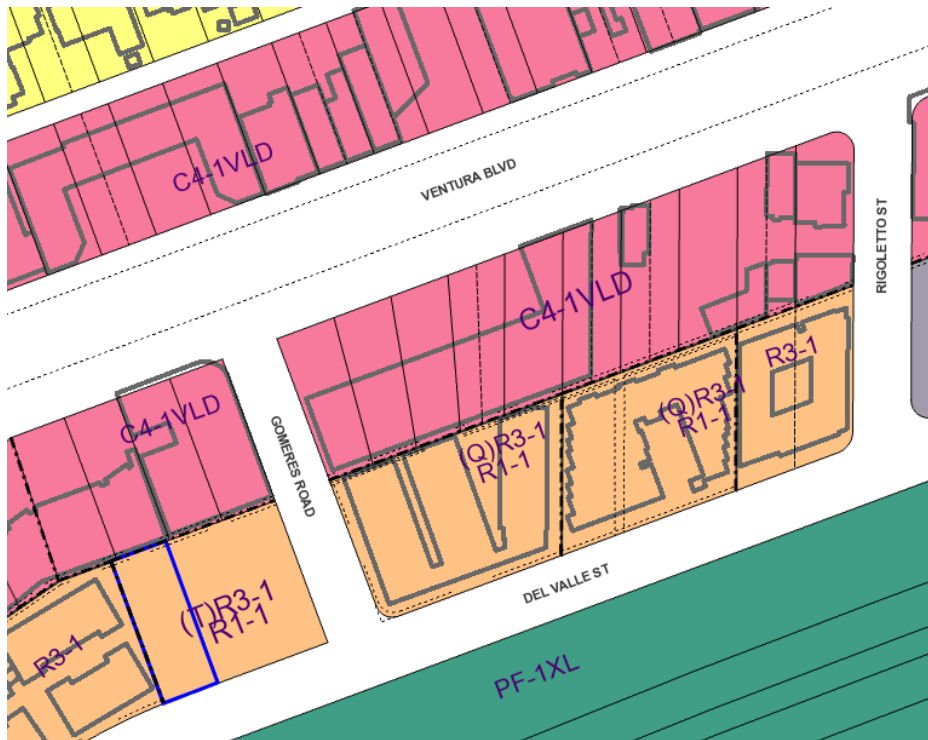 C4-1VLD
VENTURA BLVD
RIGOLETTO ST
C4-1VLD
R3-1
C4-1VLD
GOMERES ROAD
(Q)R3-1
R1-1
(Q)R3-1
R1-1
DEL VALLE ST
(T)R3-1
R1-1
R3-1
PF-1XL